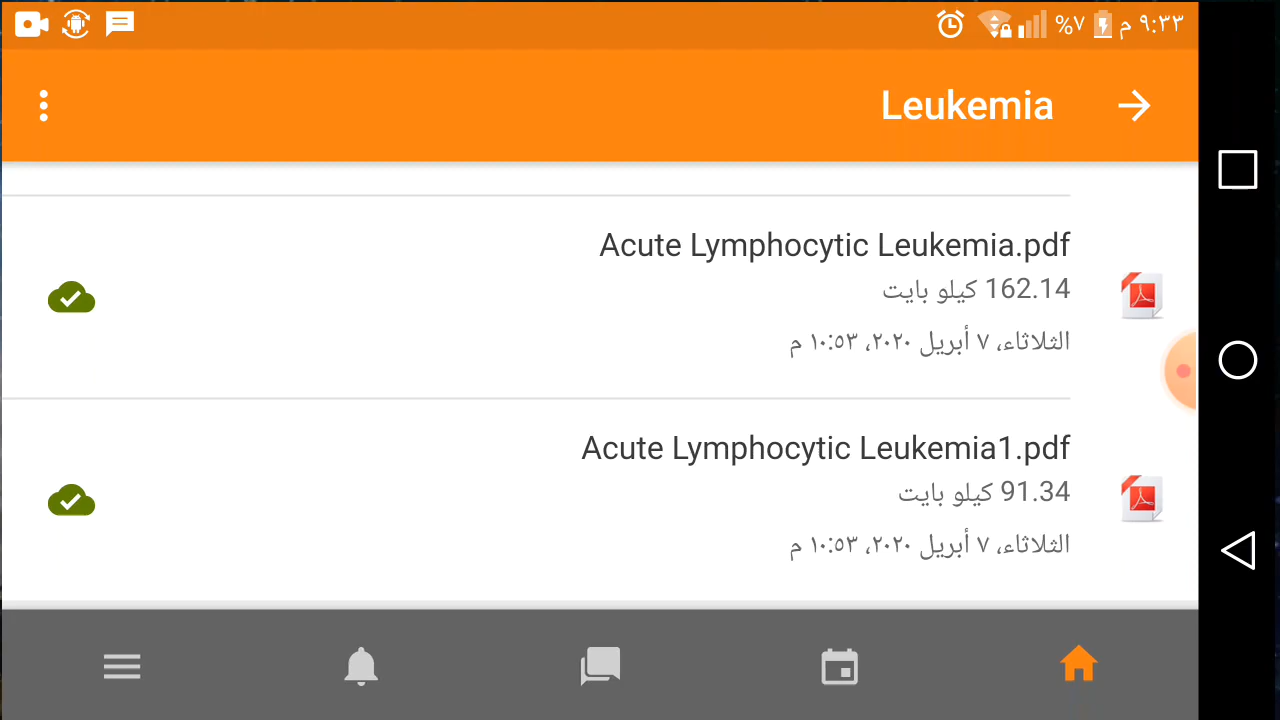 %٧ ٩:٣٣ م
Leukemia
Acute Lymphocytic Leukemia.pdf
162.14 كيلو بايت
الثلاثاء، ٧ أبريل ٢٠٢٠، ١٠:٥٣ م
Acute Lymphocytic Leukemia1.pdf
91.34 كيلو بايت
الثلاثاء، ٧ أبريل ٢٠٢٠، ١٠:٥٣ م